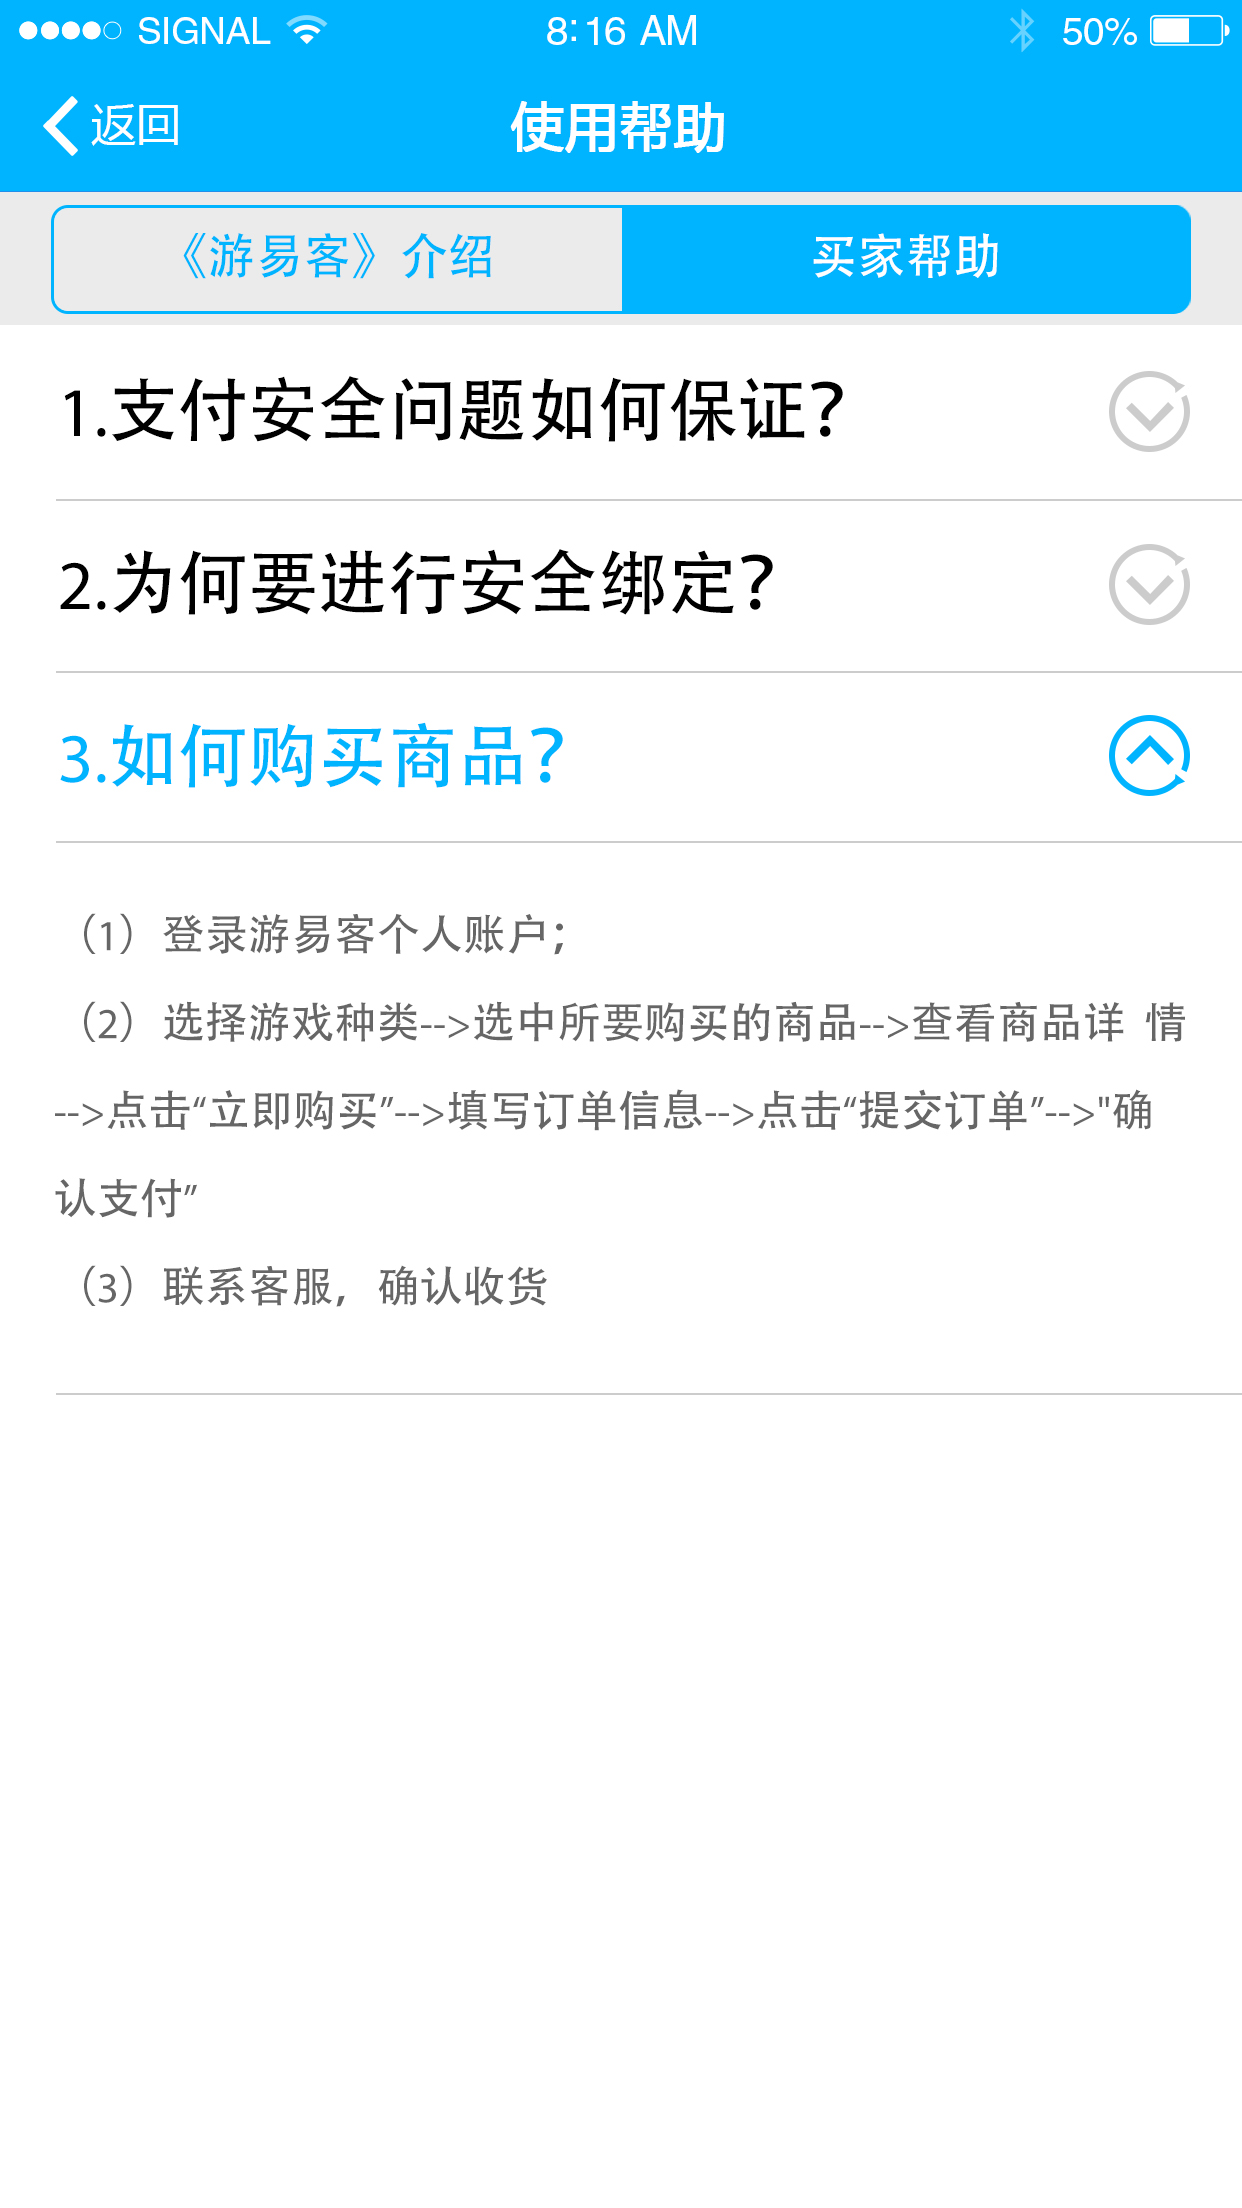 SIGNAL 8:16 AM 50%
返回 使用帮助
《游易客》介绍 买家帮助
1.支付安全问题如何保证?
2.为何要进行安全绑定?
3.如何购买商品?
（1）登录游易客个人账户;
（2）选择游戏种类-->选中所要购买的商品-->查看商品详 情
-->点击“立即购买”-->填写订单信息-->点击“提交订单”-->"确
认支付”
（3）联系客服，确认收货